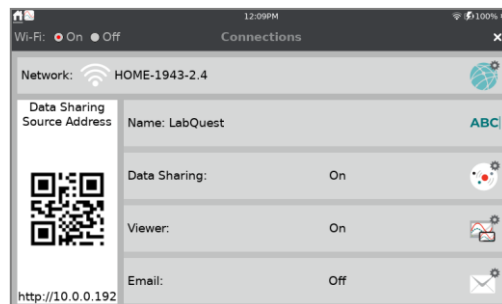 12:09PM 100%
Wi-Fi: On Off Connections
Network: HOME-1943-2.4
Data Sharing
Source Address
Name: LabQuest ABC
Data Sharing: On
Viewer: On
Email: Off
http://10.0.0.192